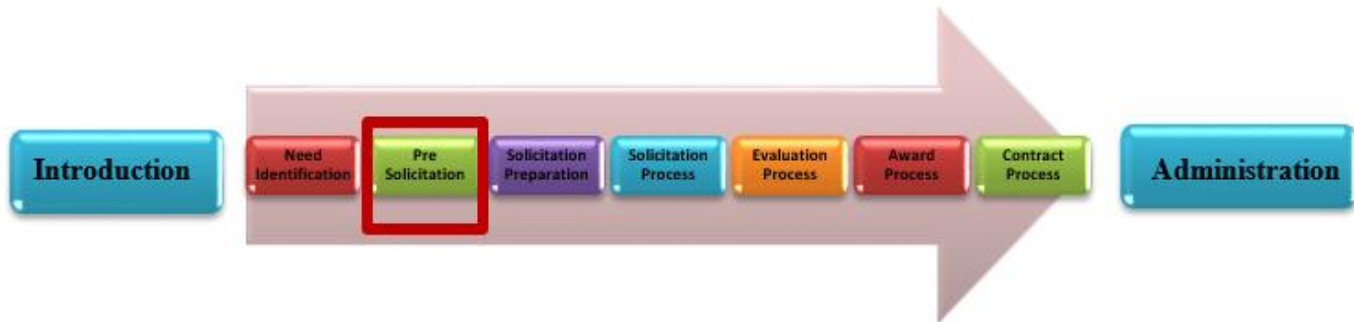 Introduction
Need
Identification
Pre
Solicitation
Solicitation
Preparation
Solicitation
Process
Evaluation
Process
Award
Process
Contract
Process
Administration